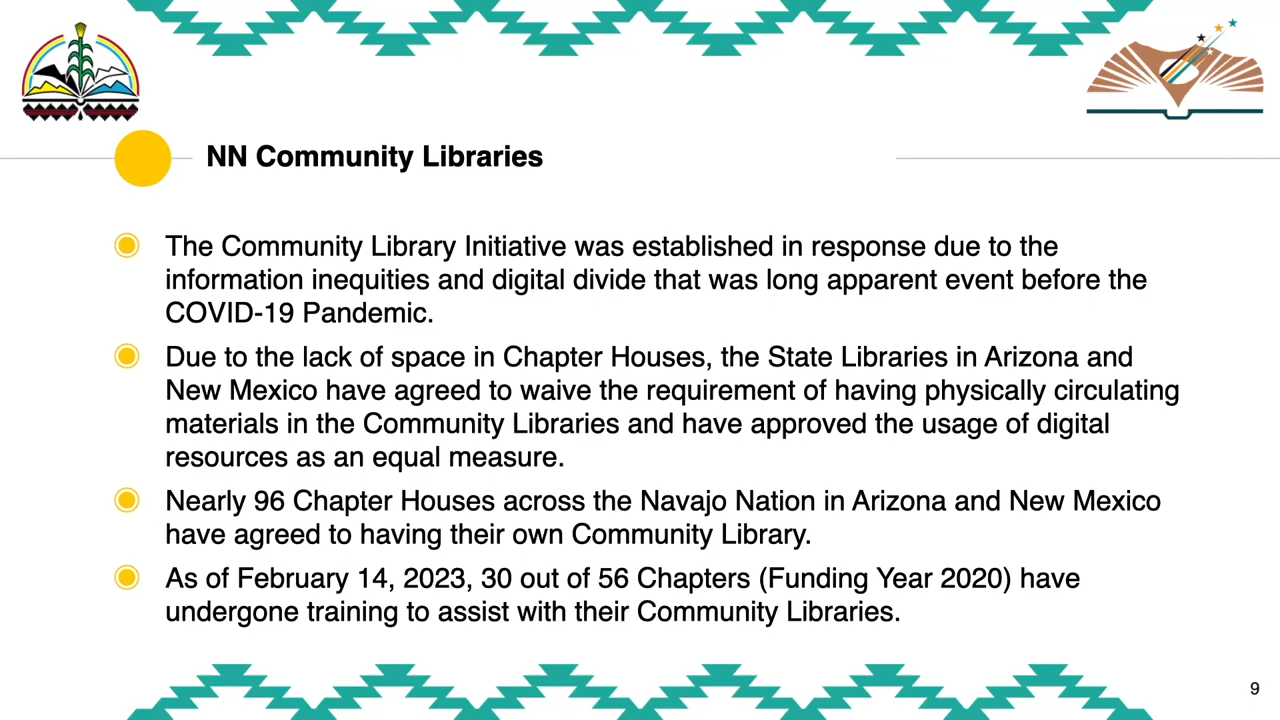 NN Community Libraries
The Community Library Initiative was established in response due to the
information inequities and digital divide that was long apparent event before the
COVID-19 Pandemic.
Due to the lack of space in Chapter Houses, the State Libraries in Arizona and
New Mexico have agreed to waive the requirement of having physically circulating
materials in the Community Libraries and have approved the usage of digital
resources as an equal measure.
Nearly 96 Chapter Houses across the Navajo Nation in Arizona and New Mexico
have agreed to having their own Community Library.
As of February 14, 2023, 30 out of 56 Chapters (Funding Year 2020) have
undergone training to assist with their Community Libraries.
9